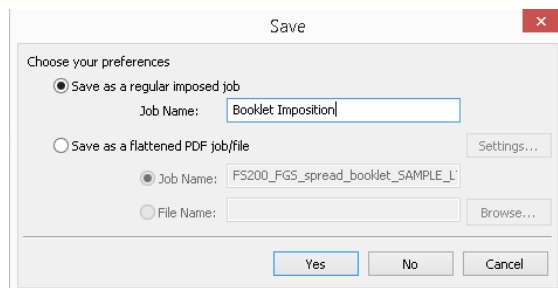 Save
Choose your preferences
Save as a regular imposed job
Job Name: Booklet Imposition
Save as a flattened PDF job/file Settings...
Job Name: FS200_FGS_spread_booklet_SAMPLE_L
File Name: Browse...
Yes No Cancel